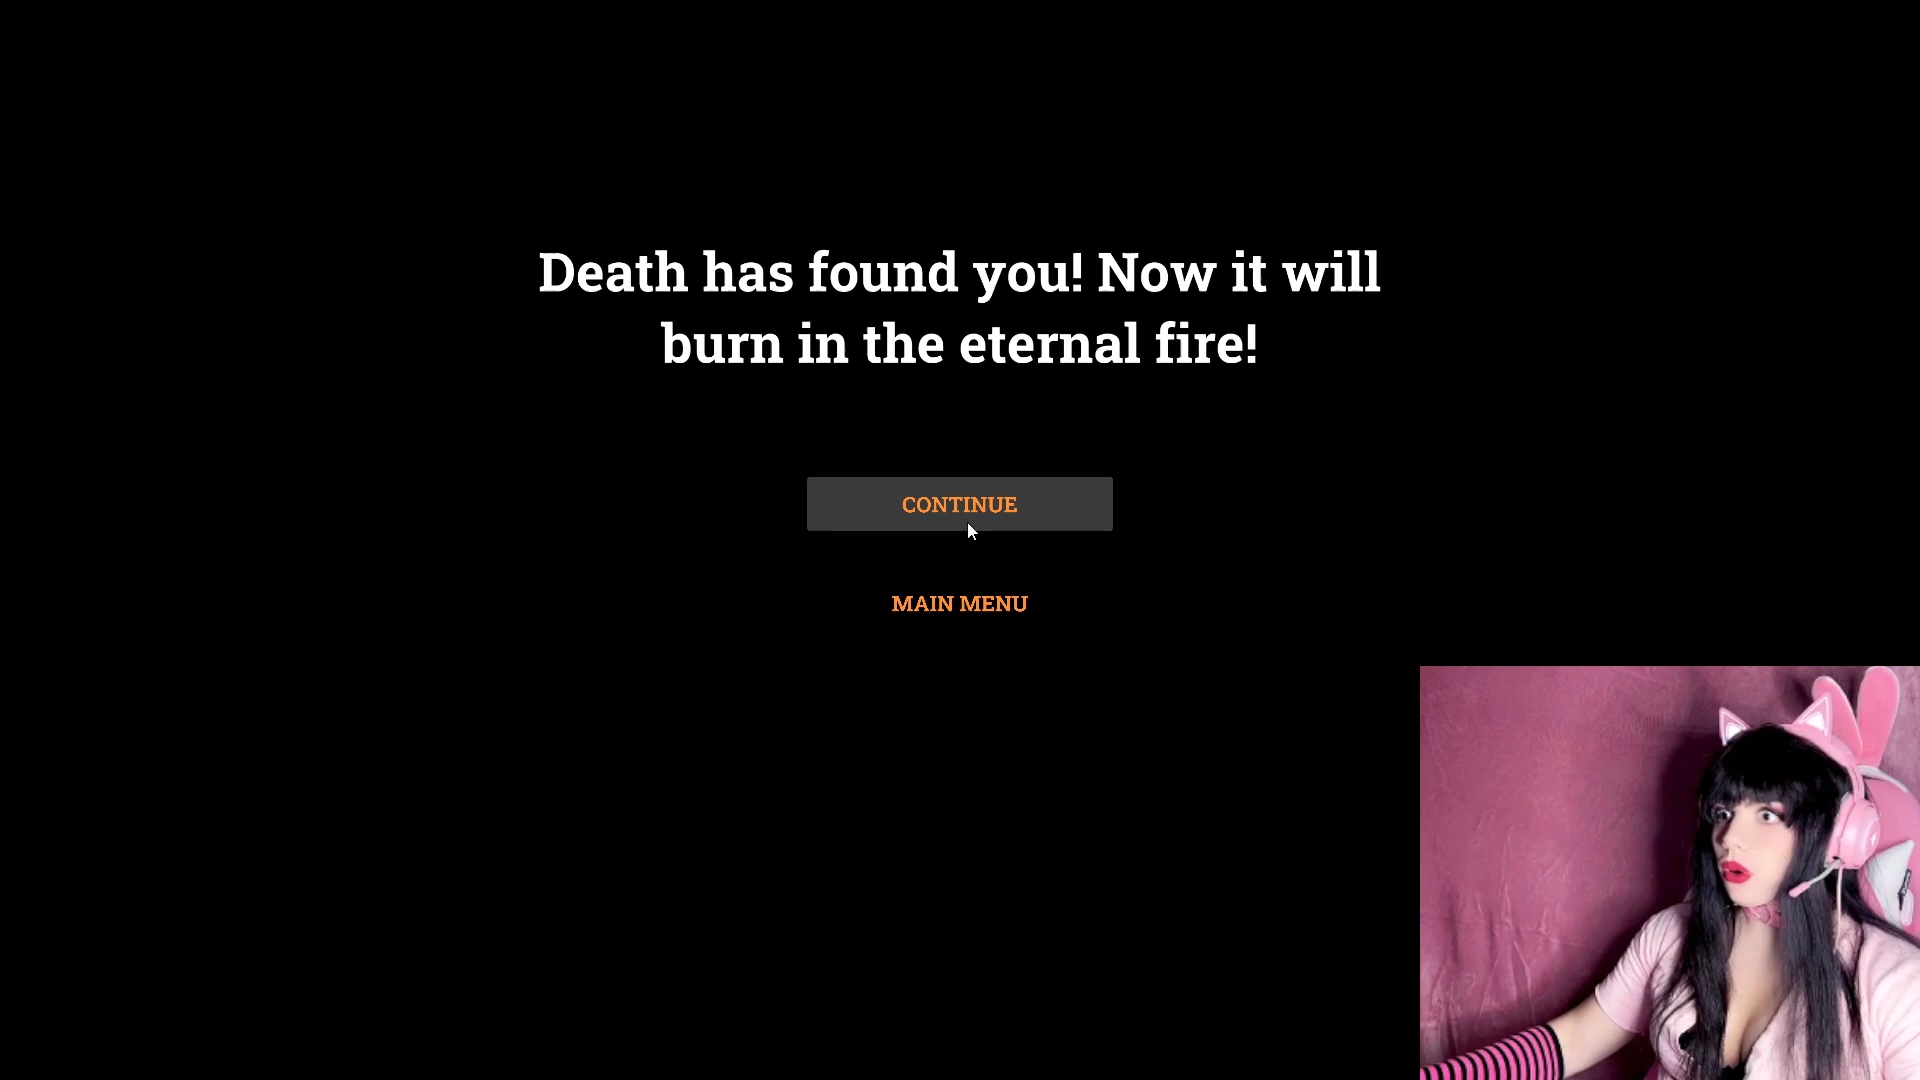 Death has found you! Now it will
burn in the eternal fire!
CONTINUE
MAIN MENU